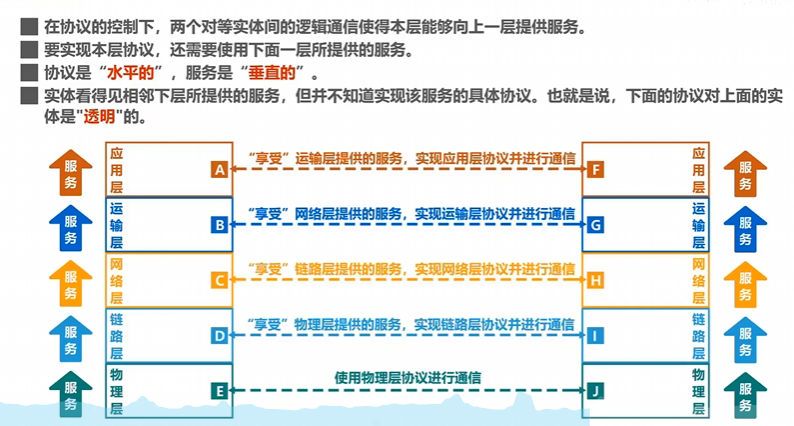 在协议的控制下，两个对等实体间的逻辑通信使得本层能够向上一层提供服务。
要实现本层协议，还需要使用下面一层所提供的服务。
协议是“水平的”，服务是“垂直的”。
实体看得见相邻下层所提供的服务，但并不知道实现该服务的具体协议。也就是说，下面的协议对上面的实
体是"透明"的。
服务
应用层
A
“享受”运输层提供的服务，实现应用层协议并进行通信
F
应用层
服务
服务
运输层
B
“享受”网络层提供的服务，实现运输层协议并进行通信
G
运输层
服务
服务
网络层
C
“享受”链路层提供的服务，实现网络层协议并进行通信
H
网络层
服务
服务
链路层
D
“享受”物理层提供的服务，实现链路层协议并进行通信
I
链路层
服务
服务
物理层
E
使用物理层协议进行通信
J
物理层
服务